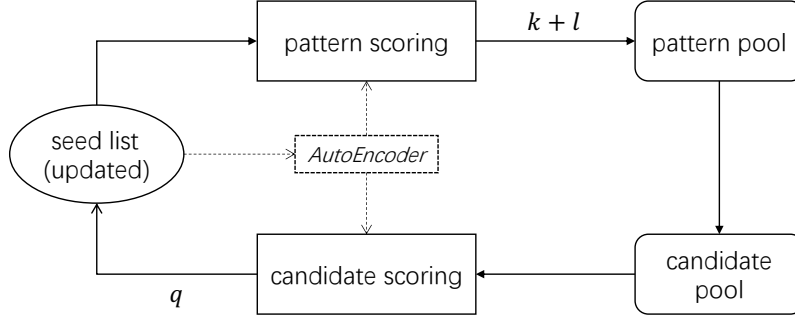 pattern scoring
k + l
pattern pool
seed list
(updated)
AutoEncoder
candidate scoring
candidate
pool
q